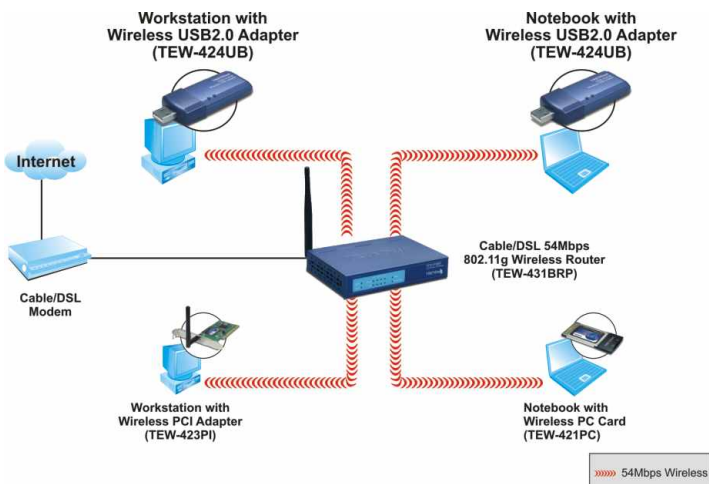 Workstation with
Wireless USB2.0 Adapter
(TEW-424UB)
Notebook with
Wireless USB2.0 Adapter
(TEW-424UB)
Internet
Cable/DSL 54Mbps
802.11g Wireless Router
(TEW-431BRP)
Cable/DSL
Modem
Workstation with
Wireless PCI Adapter
(TEW-423PI)
Notebook with
Wireless PC Card
(TEW-421PC)
54Mbps Wireless